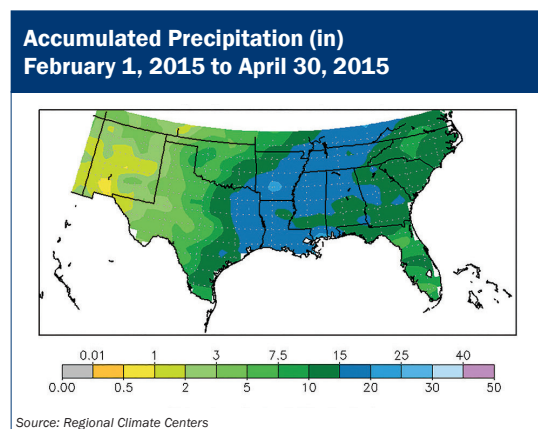 Accumulated Precipitation (in)
February 1, 2015 to April 30, 2015
0.01 1 3 7.5 15 25 40
0.00 0.5 2 5 10 20 30 50
Source: Regional Climate Centers